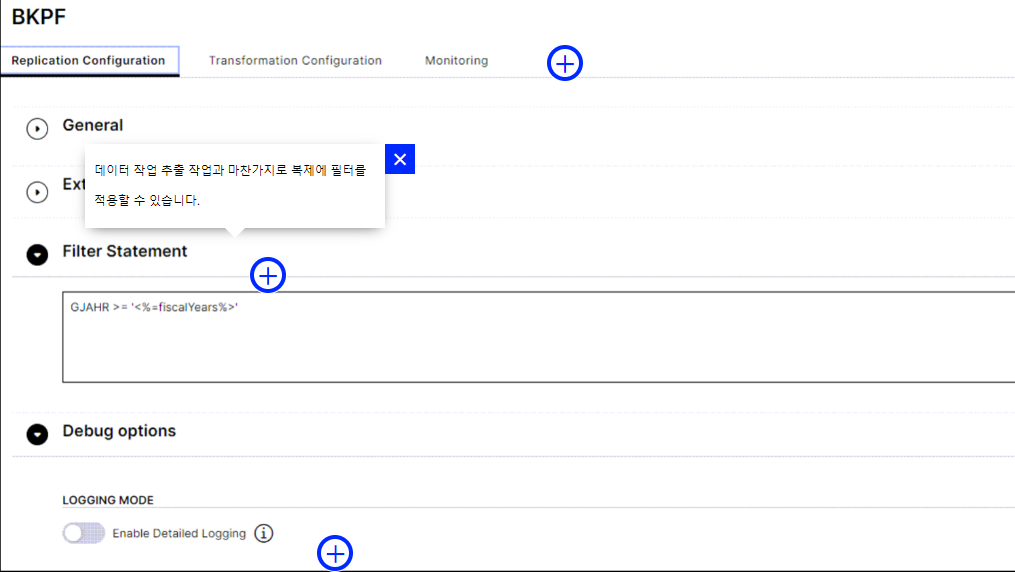 BKPF
Replication Configuration
Transformation Configuration
Monitoring
General
데이터 작업 추출 작업과 마찬가지로 복제에 필터를
적용할 수 있습니다.
Filter Statement
GJAHR >= '<%=fiscalYears%>'
Debug options
LOGGING MODE
Enable Detailed Logging